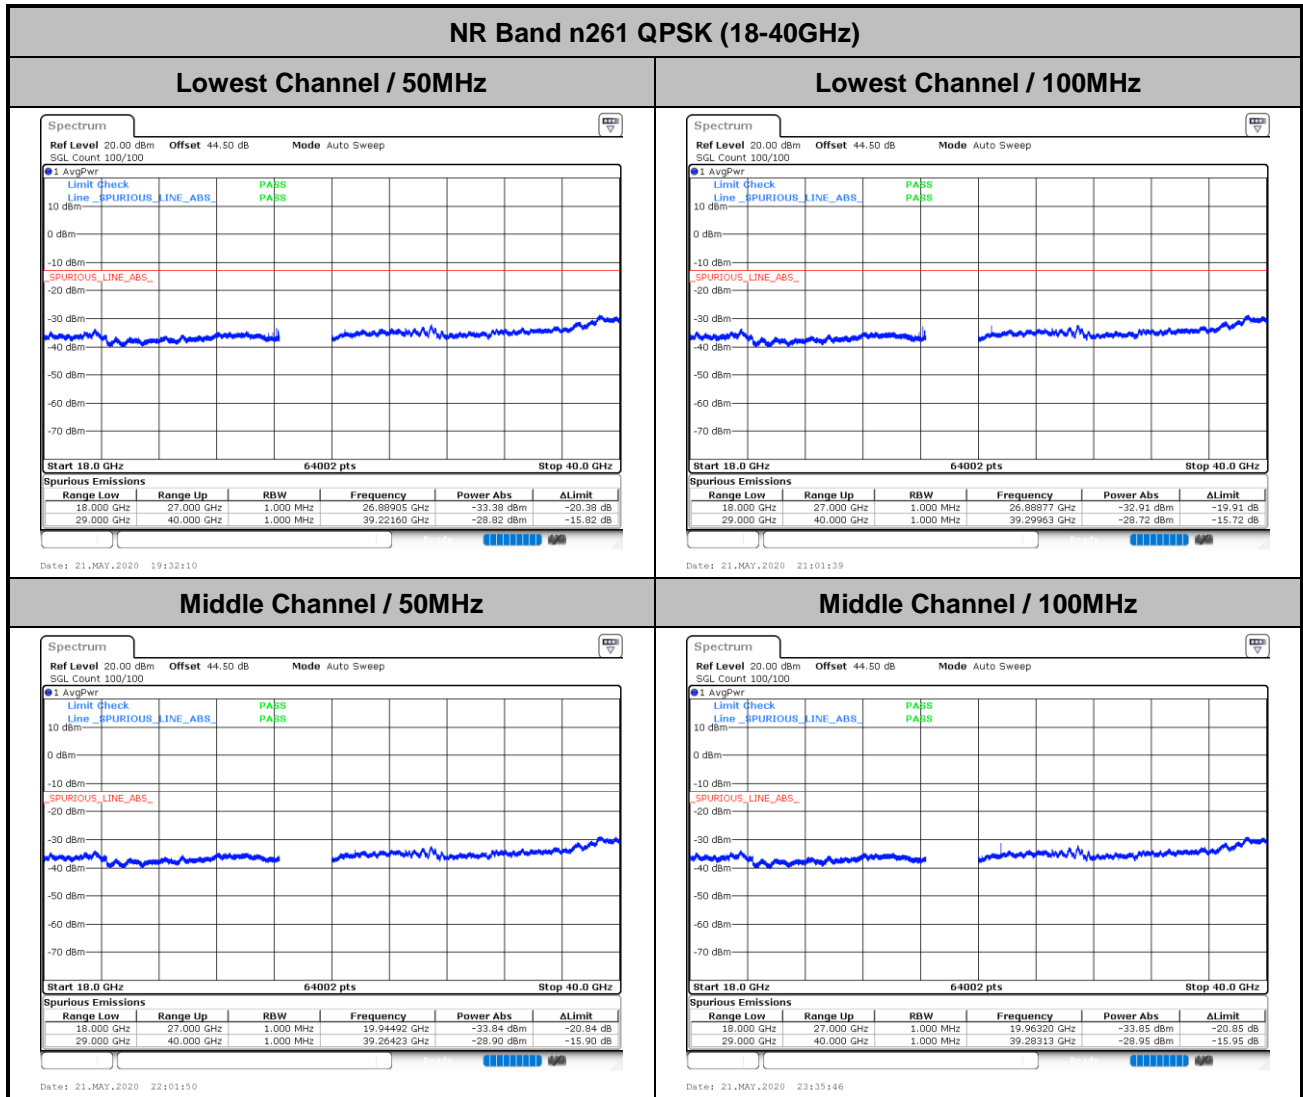 NR Band n261 QPSK (18-40GHz)
Lowest Channel / 50MHz
Spectrum
Ref Level 20.00 dBm Offset 44.50 dB Mode Auto Sweep
SGL Count 100/100
1 AvgPwr
Limit Check PASS
Line _SPURIOUS_LINE_ABS_ PASS
10 dBm
0 dBm
-10 dBm
_SPURIOUS_LINE_ABS_
-20 dBm
-30 dBm
-40 dBm
-50 dBm
-60 dBm
-70 dBm
Start 18.0 GHz 64002 pts Stop 40.0 GHz
Spurious Emissions
Range Low Range Up RBW Frequency Power Abs ΔLimit
18.000 GHz 27.000 GHz 1.000 MHz 26.88905 GHz -33.38 dBm -20.38 dB
29.000 GHz 40.000 GHz 1.000 MHz 39.22160 GHz -28.82 dBm -15.82 dB
Date: 21.MAY.2020 19:32:10
Lowest Channel / 100MHz
Spectrum
Ref Level 20.00 dBm Offset 44.50 dB Mode Auto Sweep
SGL Count 100/100
1 AvgPwr
Limit Check PASS
Line _SPURIOUS_LINE_ABS_ PASS
10 dBm
0 dBm
-10 dBm
_SPURIOUS_LINE_ABS_
-20 dBm
-30 dBm
-40 dBm
-50 dBm
-60 dBm
-70 dBm
Start 18.0 GHz 64002 pts Stop 40.0 GHz
Spurious Emissions
Range Low Range Up RBW Frequency Power Abs ΔLimit
18.000 GHz 27.000 GHz 1.000 MHz 26.88877 GHz -32.91 dBm -19.91 dB
29.000 GHz 40.000 GHz 1.000 MHz 39.29963 GHz -28.72 dBm -15.72 dB
Date: 21.MAY.2020 21:01:39
Middle Channel / 50MHz
Spectrum
Ref Level 20.00 dBm Offset 44.50 dB Mode Auto Sweep
SGL Count 100/100
1 AvgPwr
Limit Check PASS
Line _SPURIOUS_LINE_ABS_ PASS
10 dBm
0 dBm
-10 dBm
_SPURIOUS_LINE_ABS_
-20 dBm
-30 dBm
-40 dBm
-50 dBm
-60 dBm
-70 dBm
Start 18.0 GHz 64002 pts Stop 40.0 GHz
Spurious Emissions
Range Low Range Up RBW Frequency Power Abs ΔLimit
18.000 GHz 27.000 GHz 1.000 MHz 19.94492 GHz -33.84 dBm -20.84 dB
29.000 GHz 40.000 GHz 1.000 MHz 39.26423 GHz -28.90 dBm -15.90 dB
Date: 21.MAY.2020 22:01:50
Middle Channel / 100MHz
Spectrum
Ref Level 20.00 dBm Offset 44.50 dB Mode Auto Sweep
SGL Count 100/100
1 AvgPwr
Limit Check PASS
Line _SPURIOUS_LINE_ABS_ PASS
10 dBm
0 dBm
-10 dBm
_SPURIOUS_LINE_ABS_
-20 dBm
-30 dBm
-40 dBm
-50 dBm
-60 dBm
-70 dBm
Start 18.0 GHz 64002 pts Stop 40.0 GHz
Spurious Emissions
Range Low Range Up RBW Frequency Power Abs ΔLimit
18.000 GHz 27.000 GHz 1.000 MHz 19.96320 GHz -33.85 dBm -20.85 dB
29.000 GHz 40.000 GHz 1.000 MHz 39.28313 GHz -28.95 dBm -15.95 dB
Date: 21.MAY.2020 23:35:46